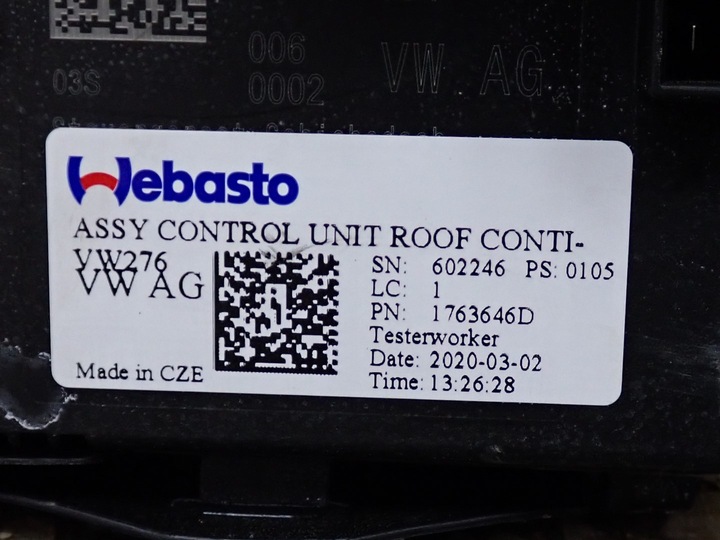 006
03S
0002
VW AG
Webasto
ASSY CONTROL UNIT ROOF CONTI-
VW276
VW AG
SN: 602246 PS: 0105
LC: 1
PN: 1763646D
Testerworker
Date: 2020-03-02
Time: 13:26:28
Made in CZE